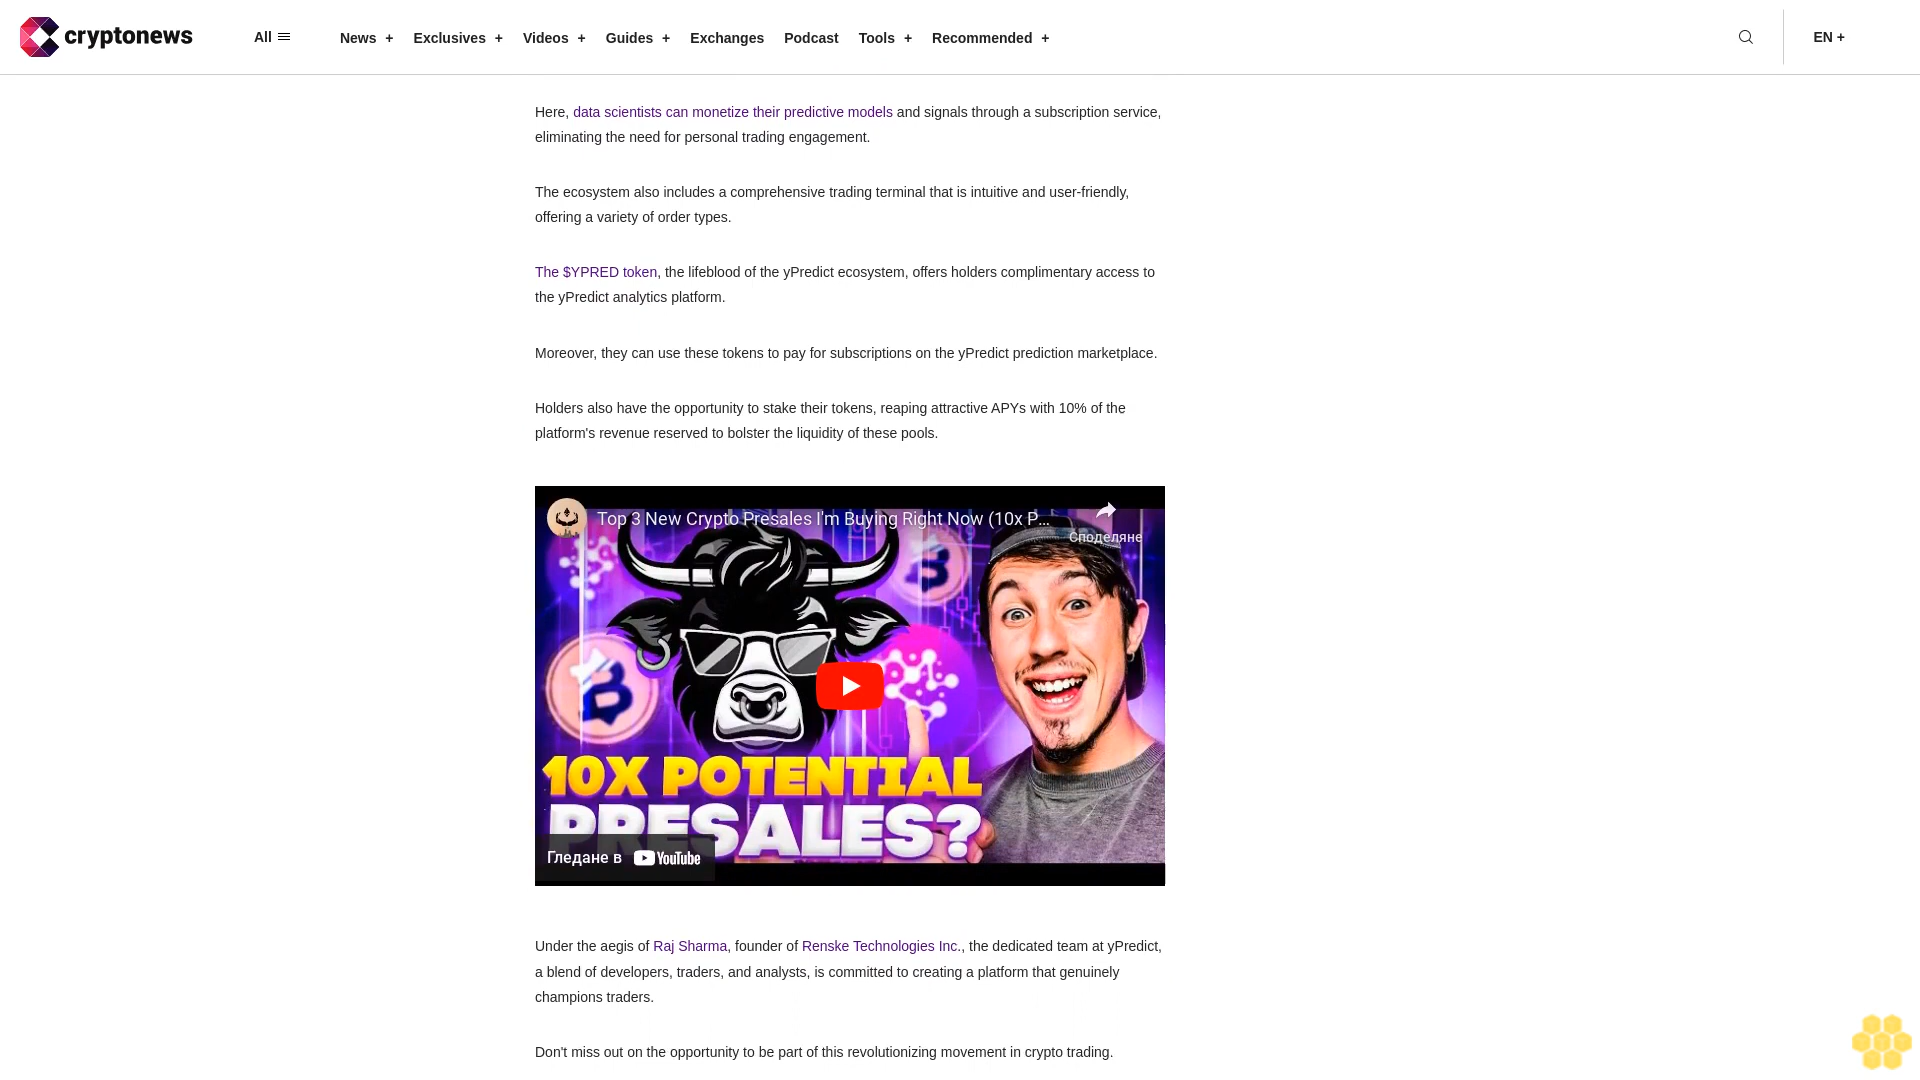 cryptonews
All
News +
Exclusives +
Videos +
Guides +
Exchanges
Podcast
Tools +
Recommended +
EN +
Here, data scientists can monetize their predictive models and signals through a subscription service,
eliminating the need for personal trading engagement.
The ecosystem also includes a comprehensive trading terminal that is intuitive and user-friendly,
offering a variety of order types.
The $YPRED token, the lifeblood of the yPredict ecosystem, offers holders complimentary access to
the yPredict analytics platform.
Moreover, they can use these tokens to pay for subscriptions on the yPredict prediction marketplace.
Holders also have the opportunity to stake their tokens, reaping attractive APYs with 10% of the
platform's revenue reserved to bolster the liquidity of these pools.
Top 3 New Crypto Presales I'm Buying Right Now (10x P...
Споделяне
10X POTENTIAL
PRESALES?
Гледане в YouTube
Under the aegis of Raj Sharma, founder of Renske Technologies Inc., the dedicated team at yPredict,
a blend of developers, traders, and analysts, is committed to creating a platform that genuinely
champions traders.
Don't miss out on the opportunity to be part of this revolutionizing movement in crypto trading.